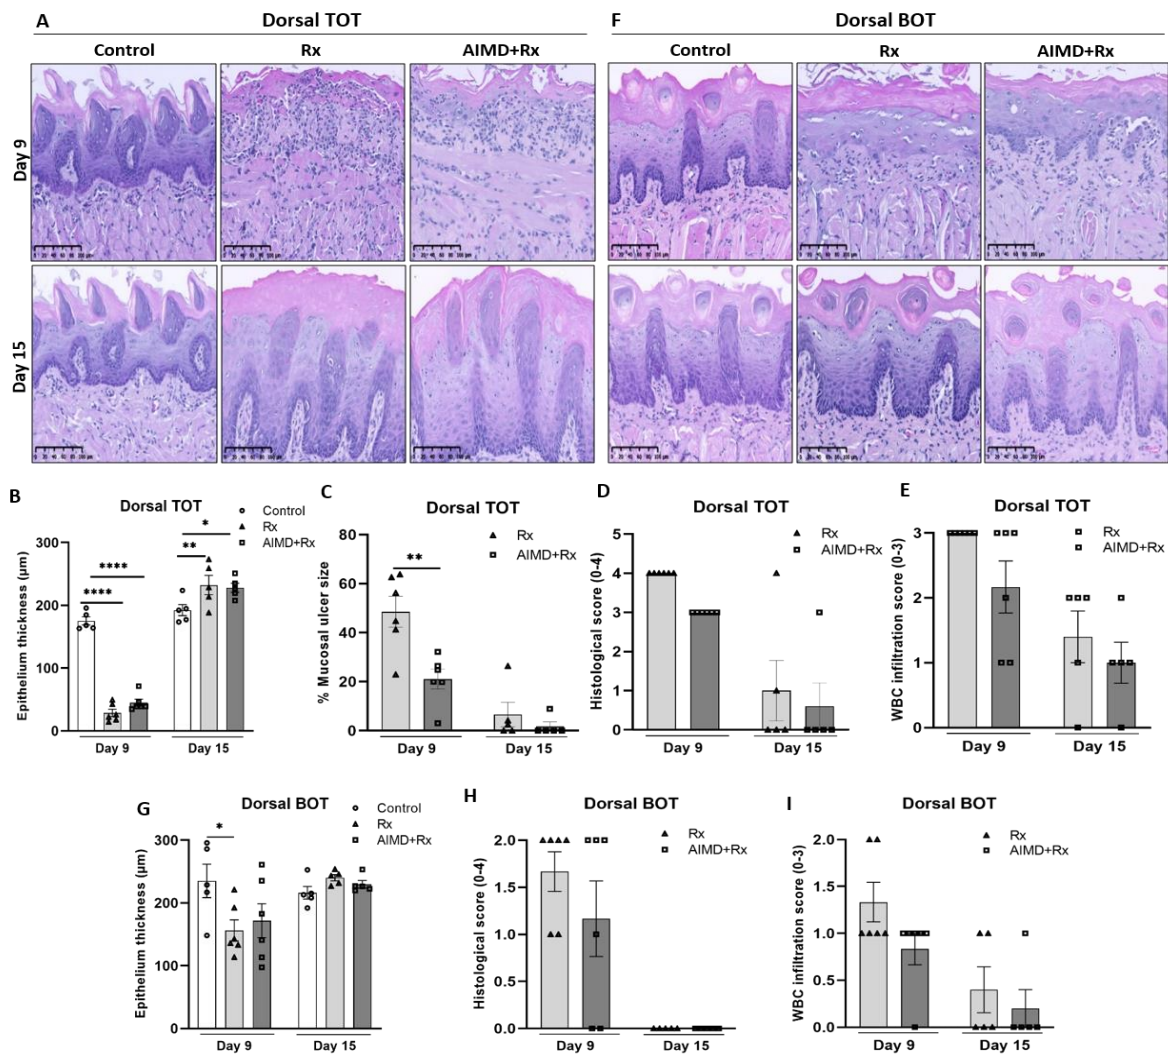 A
Dorsal TOT
Control
Rx
AIMD+Rx
Day 9
Day 15
F
Dorsal BOT
Control
Rx
AIMD+Rx
B
Dorsal TOT
Control
Rx
AIMD+Rx
Epithelium thickness (µm)
300
200
100
0
****
****
**
*
Day 9
Day 15
C
Dorsal TOT
Rx
AIMD+Rx
% Mucosal ulcer size
80
60
40
20
0
**
Day 9
Day 15
D
Dorsal TOT
Rx
AIMD+Rx
Histological score (0-4)
5
4
3
2
1
0
Day 9
Day 15
E
Dorsal TOT
Rx
AIMD+Rx
WBC infiltration score (0-3)
3
2
1
0
Day 9
Day 15
G
Dorsal BOT
Control
Rx
AIMD+Rx
Epithelium thickness (µm)
300
200
100
0
*
Day 9
Day 15
H
Dorsal BOT
Rx
AIMD+Rx
Histological score (0-4)
2.0
1.5
1.0
0.5
0.0
Day 9
Day 15
I
Dorsal BOT
Rx
AIMD+Rx
WBC infiltration score (0-3)
2.0
1.5
1.0
0.5
0.0
Day 9
Day 15